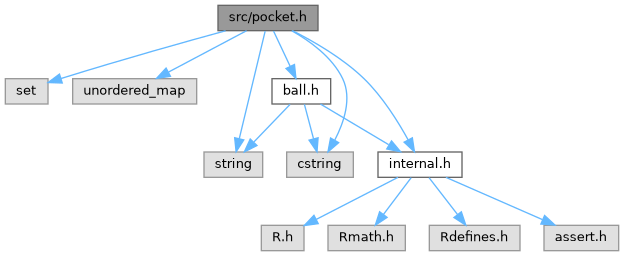 src/pocket.h
set
unordered_map
ball.h
string
cstring
internal.h
R.h
Rmath.h
Rdefines.h
assert.h